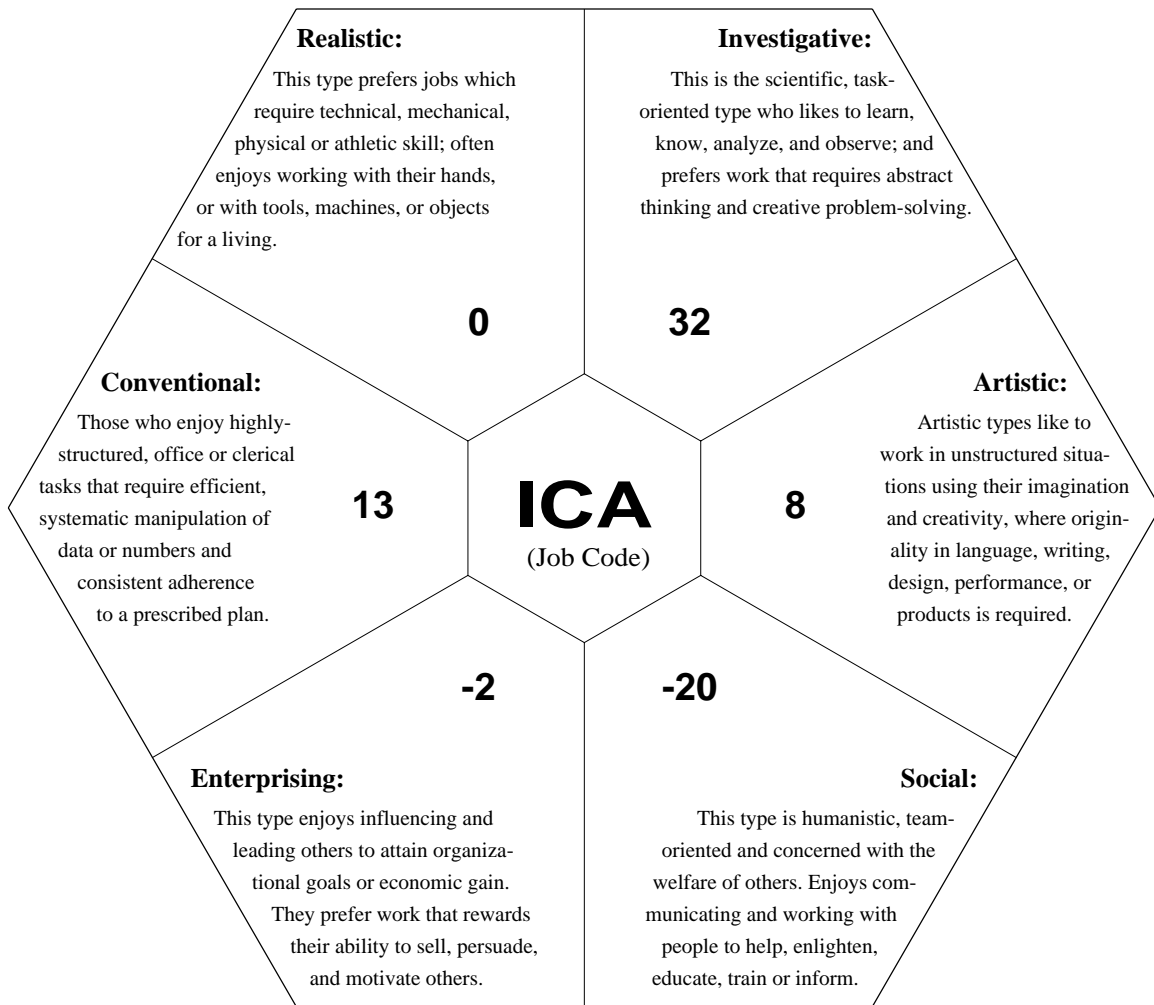 Realistic:
This type prefers jobs which
require technical, mechanical,
physical or athletic skill; often
enjoys working with their hands,
or with tools, machines, or objects
for a living.
0
Investigative:
This is the scientific, task-
oriented type who likes to learn,
know, analyze, and observe; and
prefers work that requires abstract
thinking and creative problem-solving.
32
Conventional:
Those who enjoy highly-
structured, office or clerical
tasks that require efficient,
systematic manipulation of
data or numbers and
consistent adherence
to a prescribed plan.
13
ICA
(Job Code)
8
Artistic:
Artistic types like to
work in unstructured situa-
tions using their imagination
and creativity, where origin-
ality in language, writing,
design, performance, or
products is required.
-2
Enterprising:
This type enjoys influencing and
leading others to attain organiza-
tional goals or economic gain.
They prefer work that rewards
their ability to sell, persuade,
and motivate others.
-20
Social:
This type is humanistic, team-
oriented and concerned with the
welfare of others. Enjoys com-
municating and working with
people to help, enlighten,
educate, train or inform.